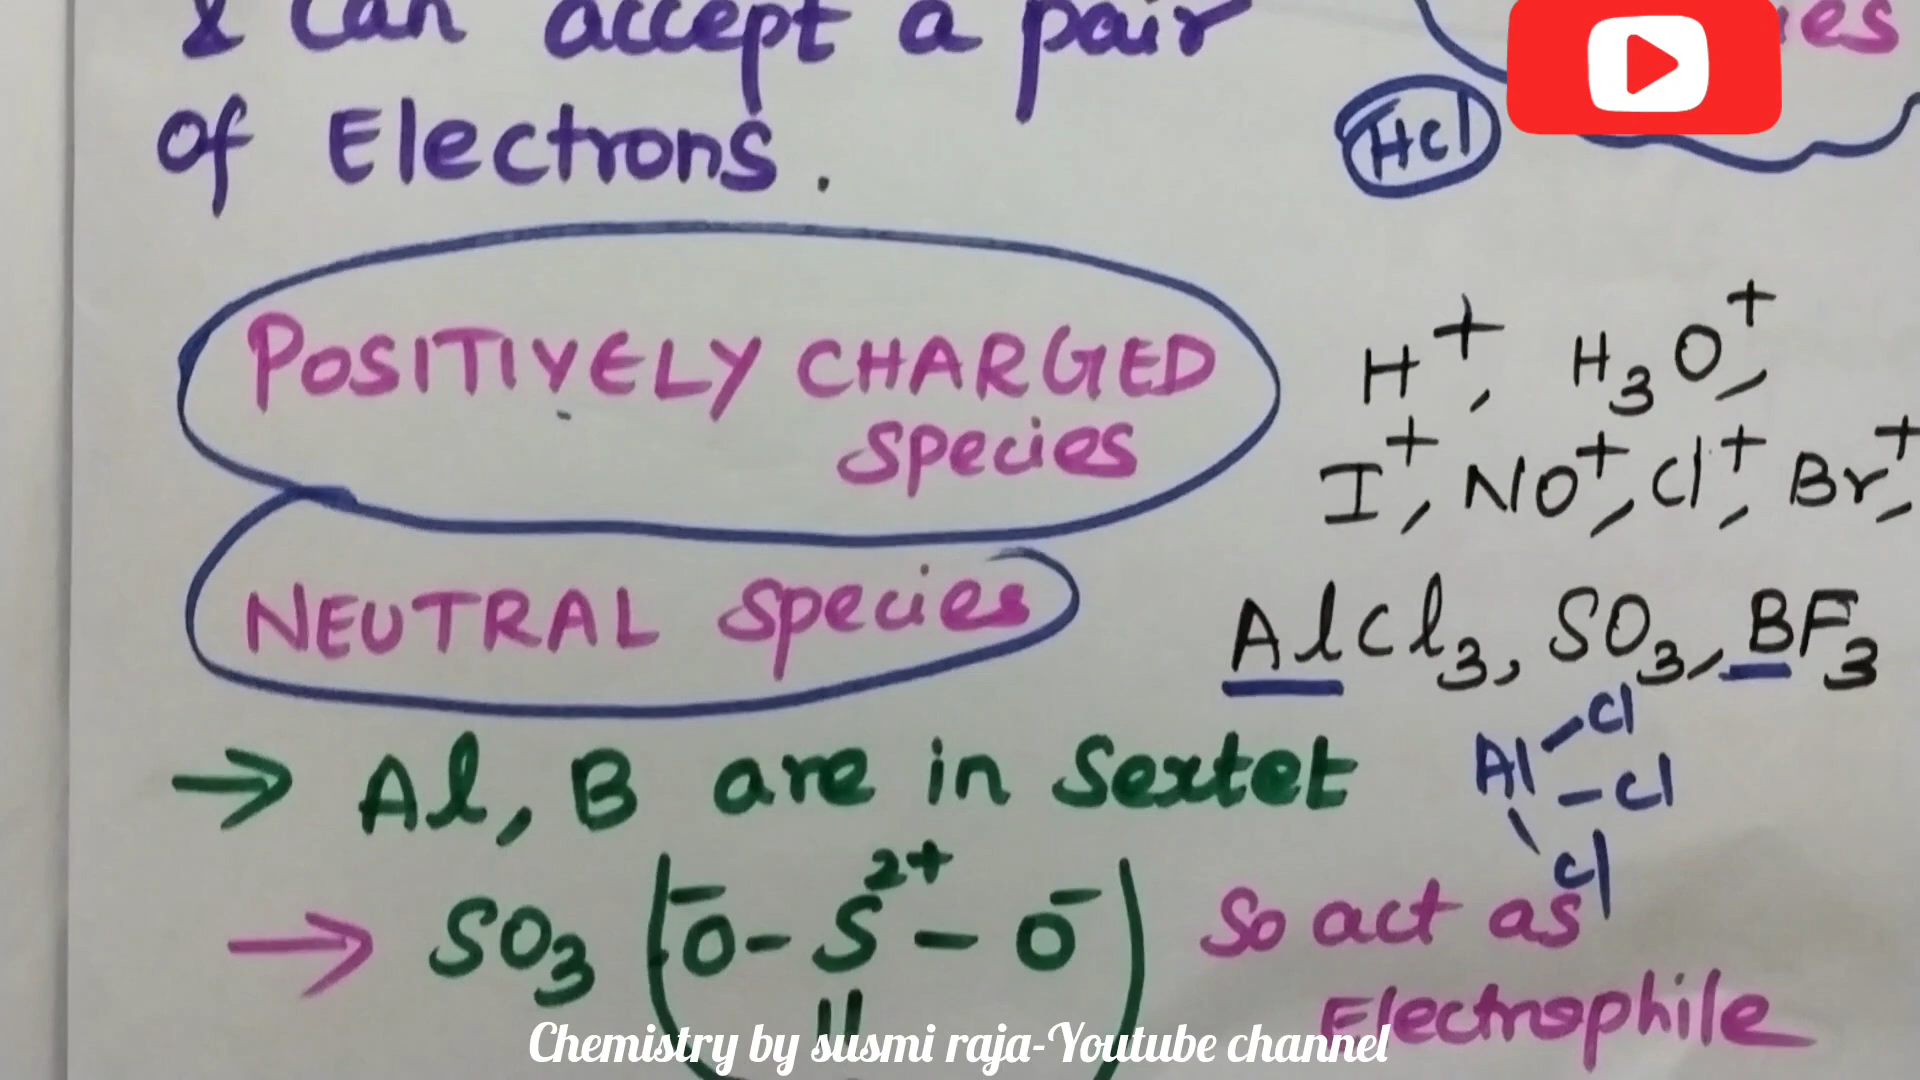 & can accept a pair
of Electrons.
HCl
POSITIVELY CHARGED
species
H⁺, H₃O⁺,
I⁺, NO⁺, Cl⁺, Br⁺,
NEUTRAL species
AlCl₃, SO₃, BF₃
→ Al, B are in Sextet
Al - Cl
- Cl
\ Cl
→ SO₃ (⁻O - S²⁺ - O⁻)
So act as
Electrophile
Chemistry by susmi raja-Youtube channel